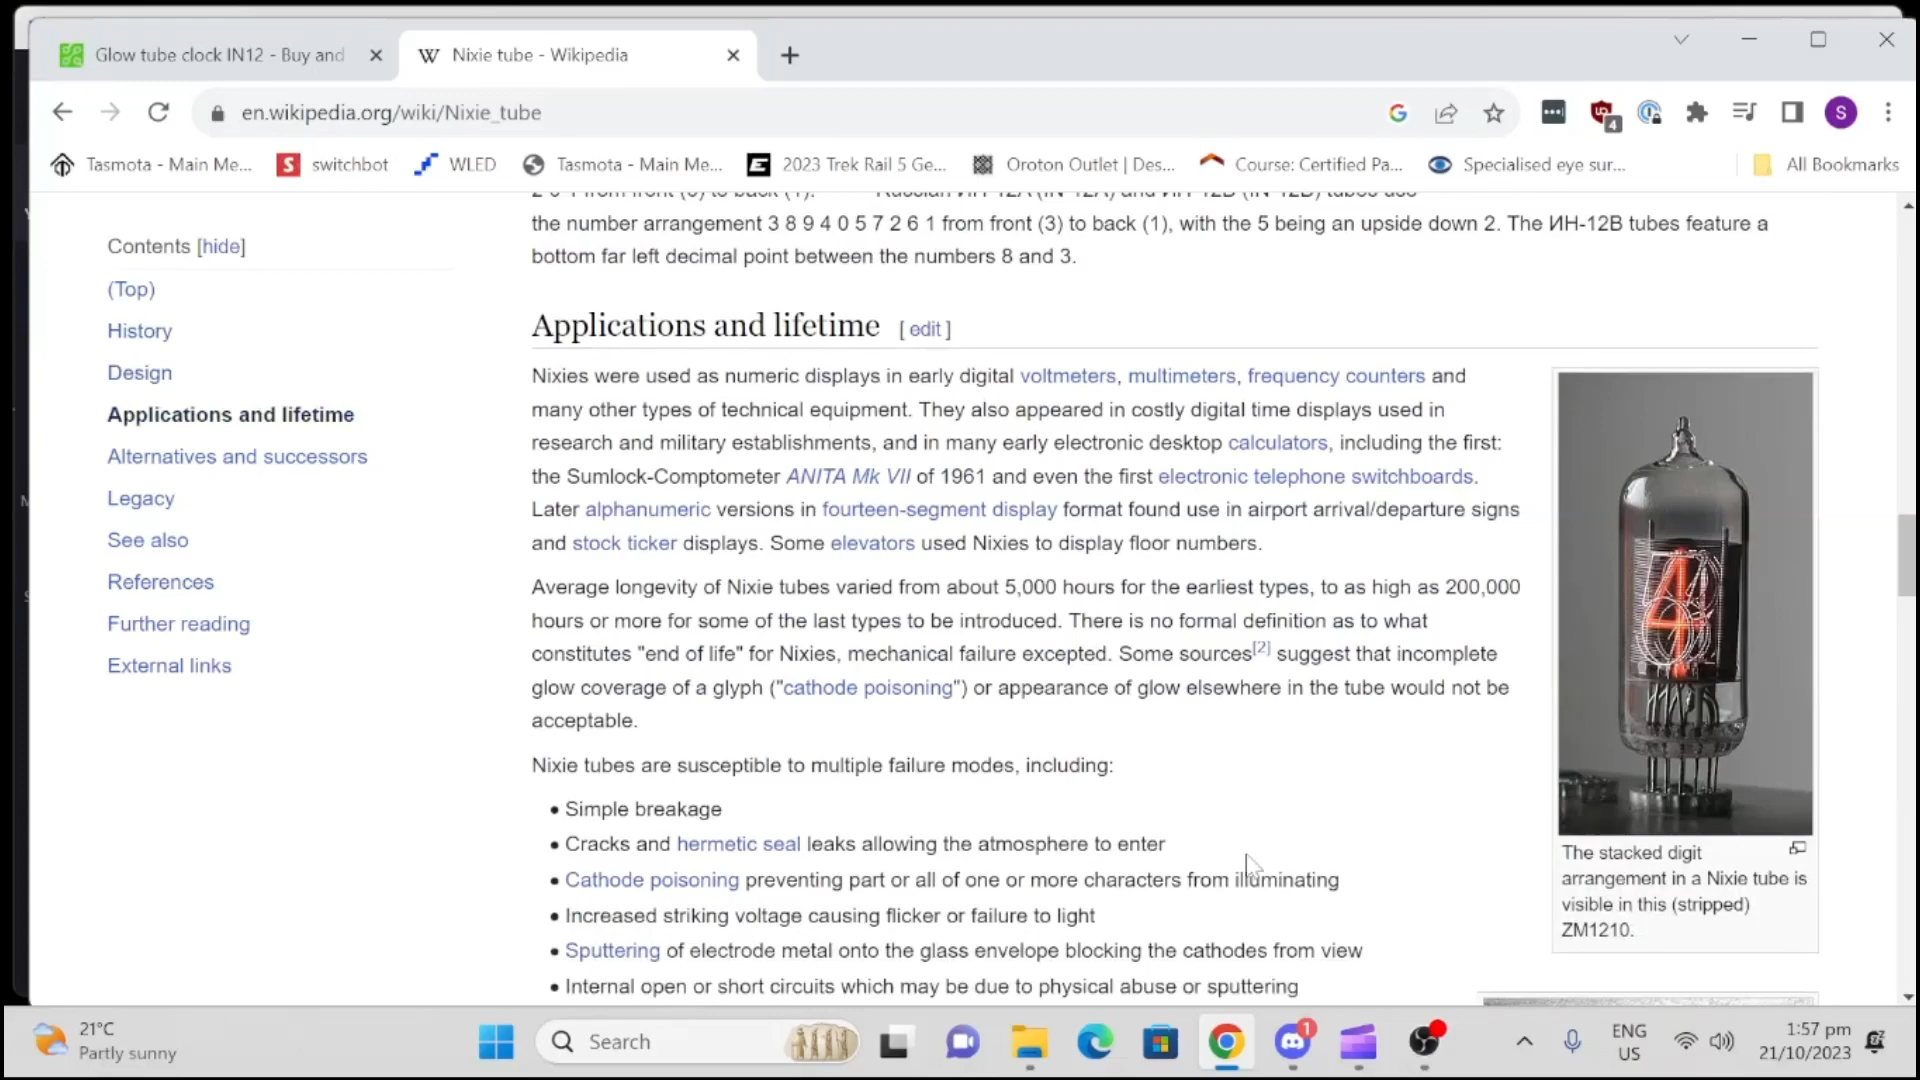 Glow tube clock IN12 - Buy and
Nixie tube - Wikipedia
en.wikipedia.org/wiki/Nixie_tube
4
S
Tasmota - Main Me...
switchbot
WLED
Tasmota - Main Me...
2023 Trek Rail 5 Ge...
Oroton Outlet | Des...
Course: Certified Pa...
Specialised eye sur...
All Bookmarks
Contents [hide]
(Top)
History
Design
Applications and lifetime
Alternatives and successors
Legacy
See also
References
Further reading
External links
the number arrangement 3 8 9 4 0 5 7 2 6 1 from front (3) to back (1), with the 5 being an upside down 2. The ИН-12В tubes feature a
bottom far left decimal point between the numbers 8 and 3.
Applications and lifetime [ edit ]
Nixies were used as numeric displays in early digital voltmeters, multimeters, frequency counters and
many other types of technical equipment. They also appeared in costly digital time displays used in
research and military establishments, and in many early electronic desktop calculators, including the first:
the Sumlock-Comptometer ANITA Mk VII of 1961 and even the first electronic telephone switchboards.
Later alphanumeric versions in fourteen-segment display format found use in airport arrival/departure signs
and stock ticker displays. Some elevators used Nixies to display floor numbers.
Average longevity of Nixie tubes varied from about 5,000 hours for the earliest types, to as high as 200,000
hours or more for some of the last types to be introduced. There is no formal definition as to what
constitutes "end of life" for Nixies, mechanical failure excepted. Some sources[2] suggest that incomplete
glow coverage of a glyph ("cathode poisoning") or appearance of glow elsewhere in the tube would not be
acceptable.
Nixie tubes are susceptible to multiple failure modes, including:
• Simple breakage
• Cracks and hermetic seal leaks allowing the atmosphere to enter
• Cathode poisoning preventing part or all of one or more characters from illuminating
• Increased striking voltage causing flicker or failure to light
• Sputtering of electrode metal onto the glass envelope blocking the cathodes from view
• Internal open or short circuits which may be due to physical abuse or sputtering
4
The stacked digit
arrangement in a Nixie tube is
visible in this (stripped)
ZM1210.
21°C
Partly sunny
Search
1
ENG
US
1:57 pm
21/10/2023